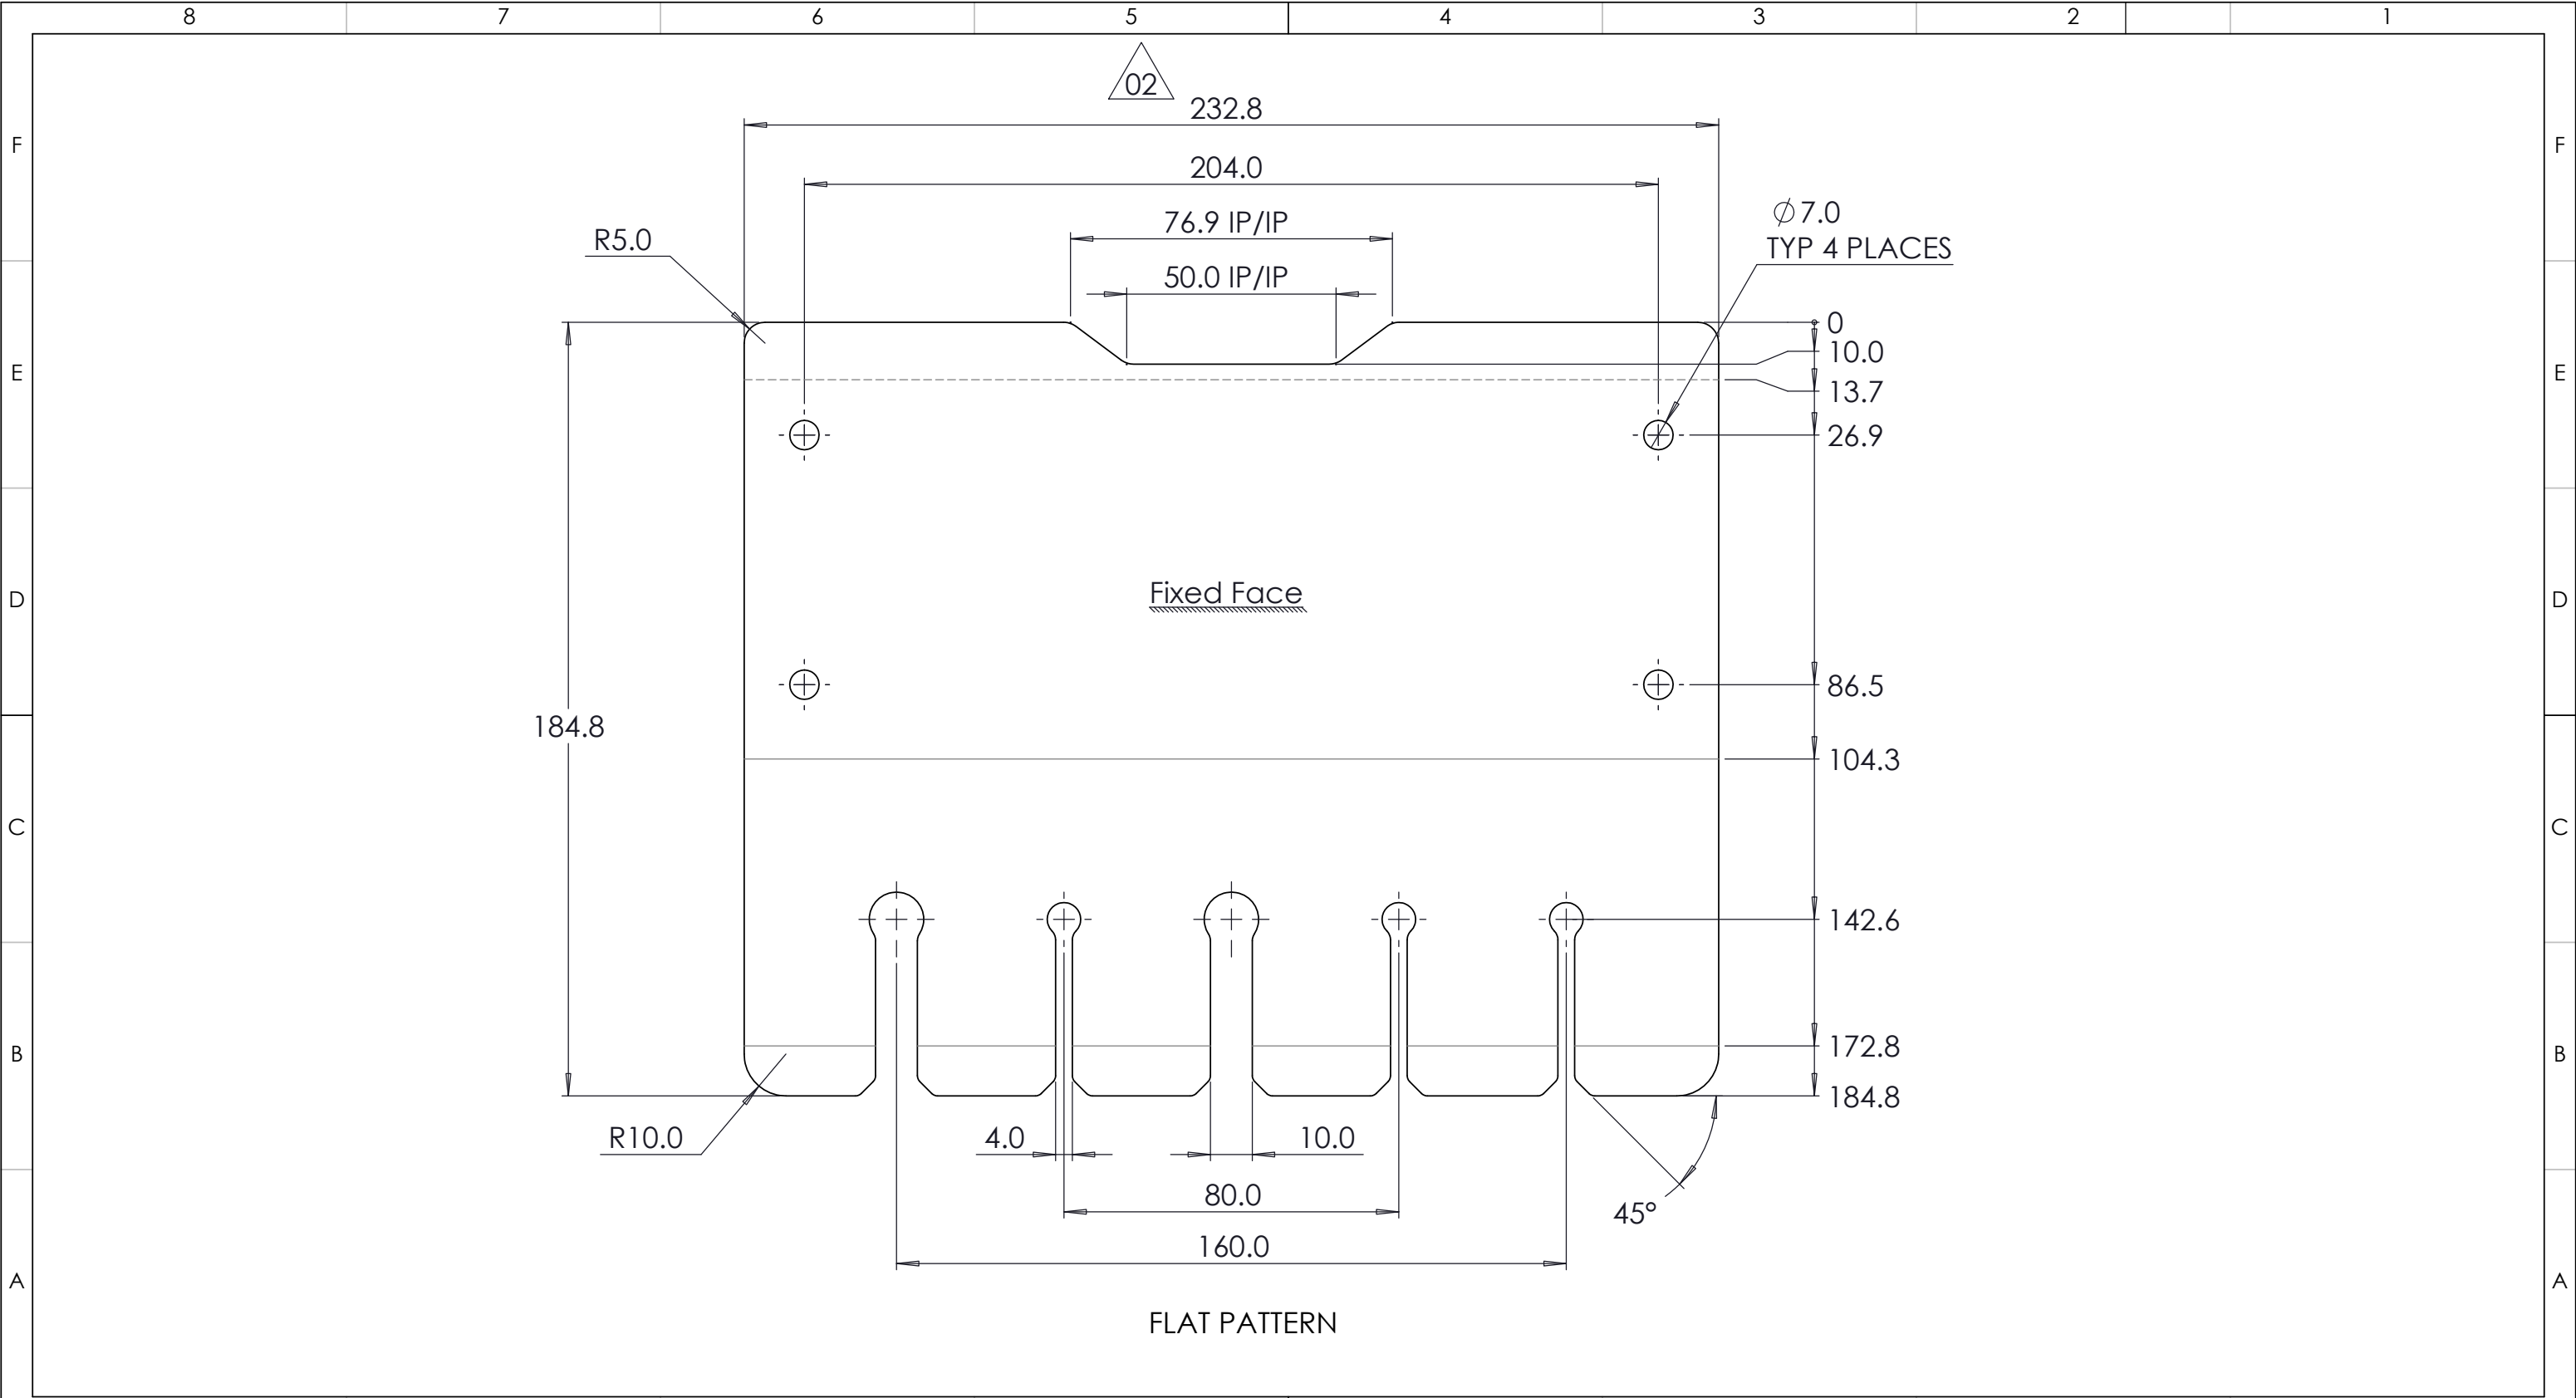 8 7 6 5 4 3 2 1
02
232.8
F F
204.0
Ø7.0
76.9 IP/IP
R5.0
TYP 4 PLACES
50.0 IP/IP
0
10.0
E E
13.7
26.9
Fixed Face
D D
86.5
184.8
104.3
C C
142.6
172.8
B B
184.8
R10.0 4.0 10.0
80.0
45°
160.0
A A
FLAT PATTERN